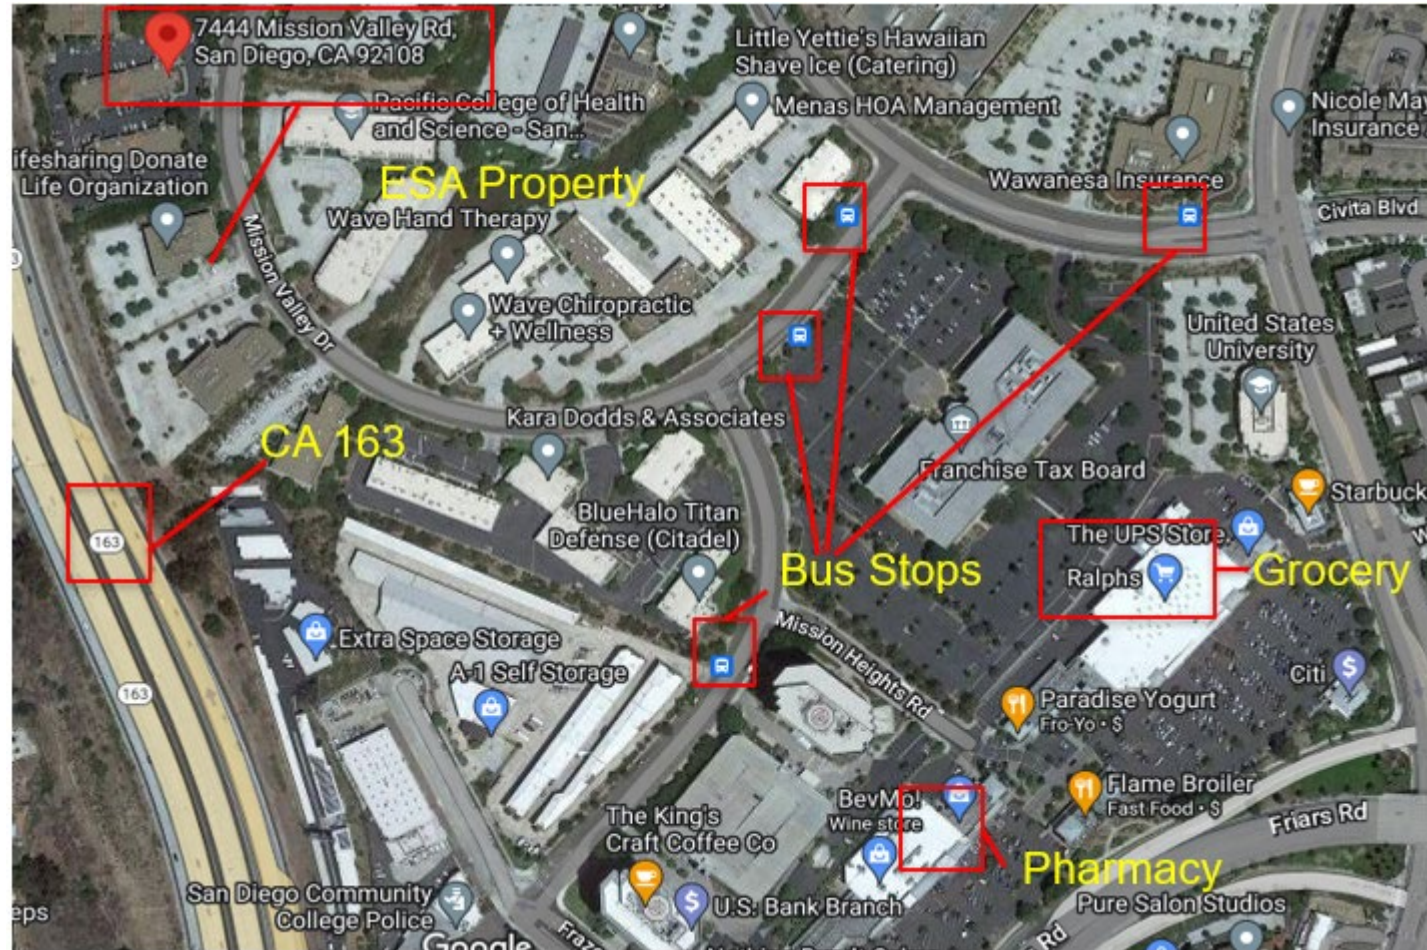 7444 Mission Valley Rd,
San Diego, CA 92108
Pacific College of Health
and Science - San...
ifesharing Donate
Life Organization
ESA Property
Wave Hand Therapy
Little Yettie's Hawaiian
Shave Ice (Catering)
Menas HOA Management
Nicole Ma
Insurance
Wawanesa Insurance
Civita Blvd
Mission Valley Dr
Wave Chiropractic
+ Wellness
United States
University
Kara Dodds & Associates
CA 163
Franchise Tax Board
Starbuck
163
BlueHalo Titan
Defense (Citadel)
Bus Stops
The UPS Store
Ralphs
Grocery
Extra Space Storage
A-1 Self Storage
Mission Heights Rd
163
Citi
Paradise Yogurt
Fro-Yo • $
Flame Broiler
Fast Food • $
BevMo!
Wine store
The King's
Craft Coffee Co
Friars Rd
Pharmacy
San Diego Community
College Police
U.S. Bank Branch
Pure Salon Studios
eps
Google
Fraz
Rd